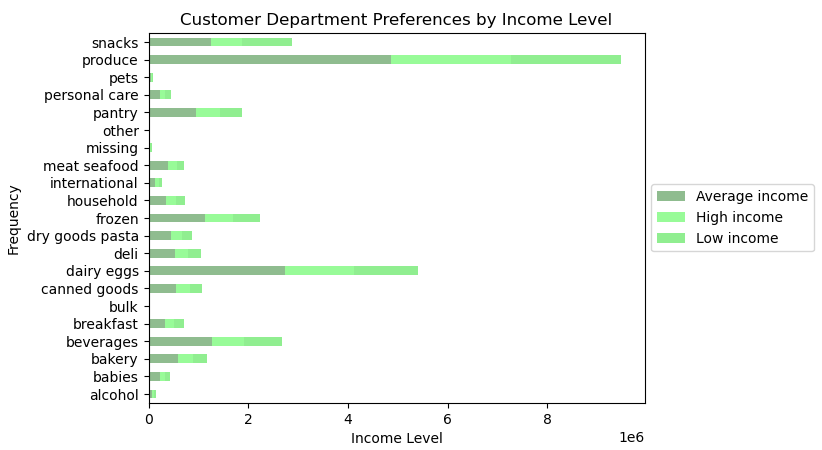 Customer Department Preferences by Income Level
snacks
produce
pets
personal care
pantry
other
missing
meat seafood
international
household
frozen
dry goods pasta
deli
dairy eggs
canned goods
bulk
breakfast
beverages
bakery
babies
alcohol
Frequency
0 2 4 6 8
1e6
Income Level
Average income
High income
Low income